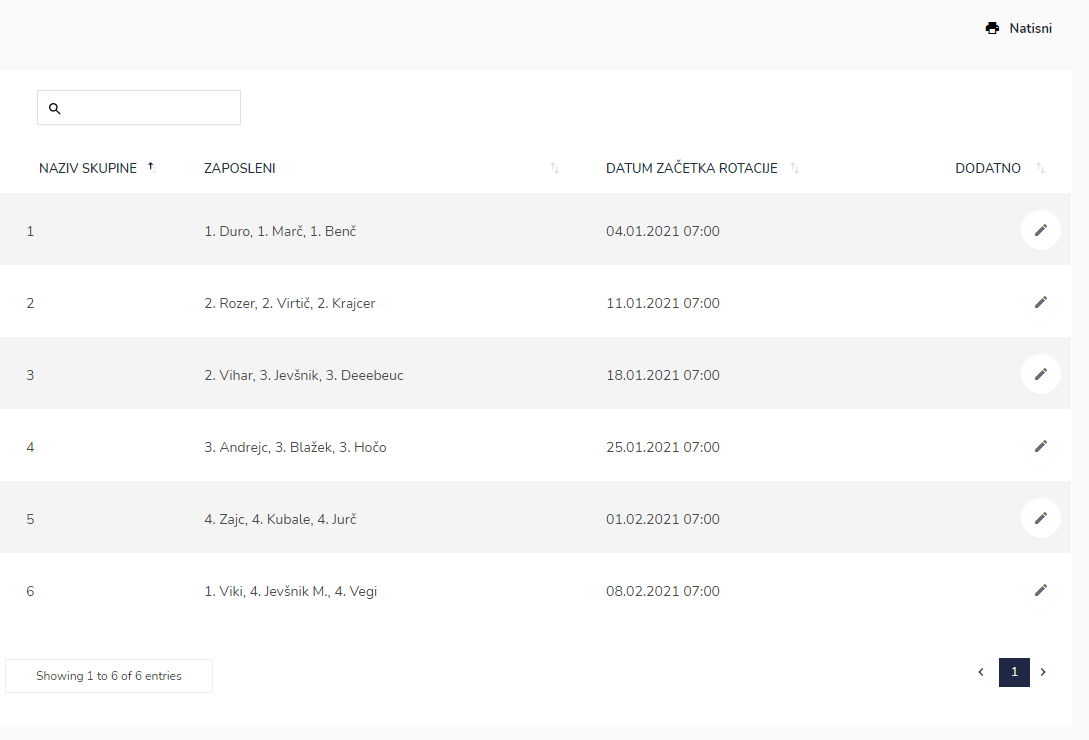 Natisni
NAZIV SKUPINE ZAPOSLENI DATUM ZAČETKA ROTACIJE DODATNO
1 1. Duro, 1. Marč, 1. Benč 04.01.2021 07:00
2 2. Rozer, 2. Virtič, 2. Krajcer 11.01.2021 07:00
3 2. Vihar, 3. Jevšnik, 3. Deeebeuc 18.01.2021 07:00
4 3. Andrejc, 3. Blažek, 3. Hočo 25.01.2021 07:00
5 4. Zajc, 4. Kubale, 4. Jurč 01.02.2021 07:00
6 1. Viki, 4. Jevšnik M., 4. Vegi 08.02.2021 07:00
Showing 1 to 6 of 6 entries 1